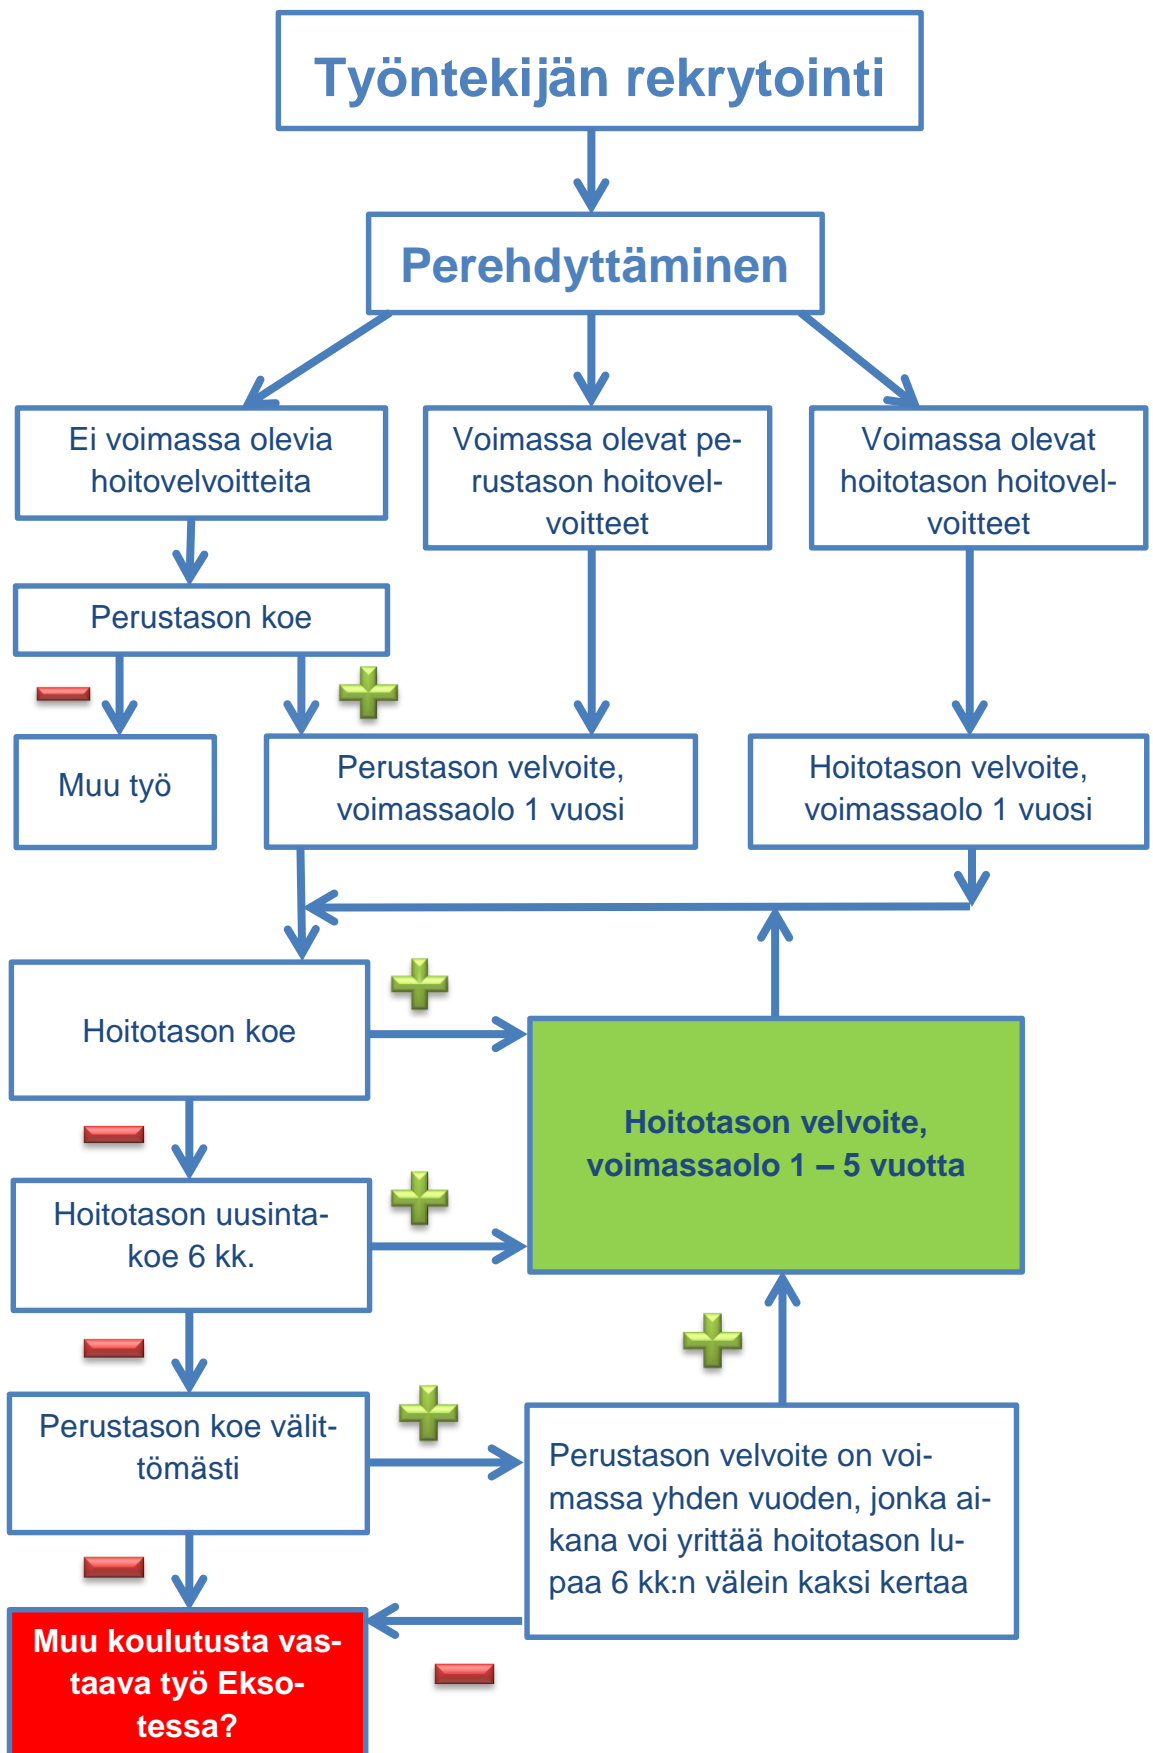 Työntekijän rekrytointi
Perehdyttäminen
Ei voimassa olevia
hoitovelvoitteita
Voimassa olevat pe-
rustason hoitovel-
voitteet
Voimassa olevat
hoitotason hoitovel-
voitteet
Perustason koe
Muu työ
Perustason velvoite,
voimassaolo 1 vuosi
Hoitotason velvoite,
voimassaolo 1 vuosi
Hoitotason koe
Hoitotason velvoite,
voimassaolo 1 – 5 vuotta
Hoitotason uusinta-
koe 6 kk.
Perustason koe välit-
tömästi
Perustason velvoite on voi-
massa yhden vuoden, jonka ai-
kana voi yrittää hoitotason lu-
paa 6 kk:n välein kaksi kertaa
Muu koulutusta vas-
taava työ Ekso-
tessa?